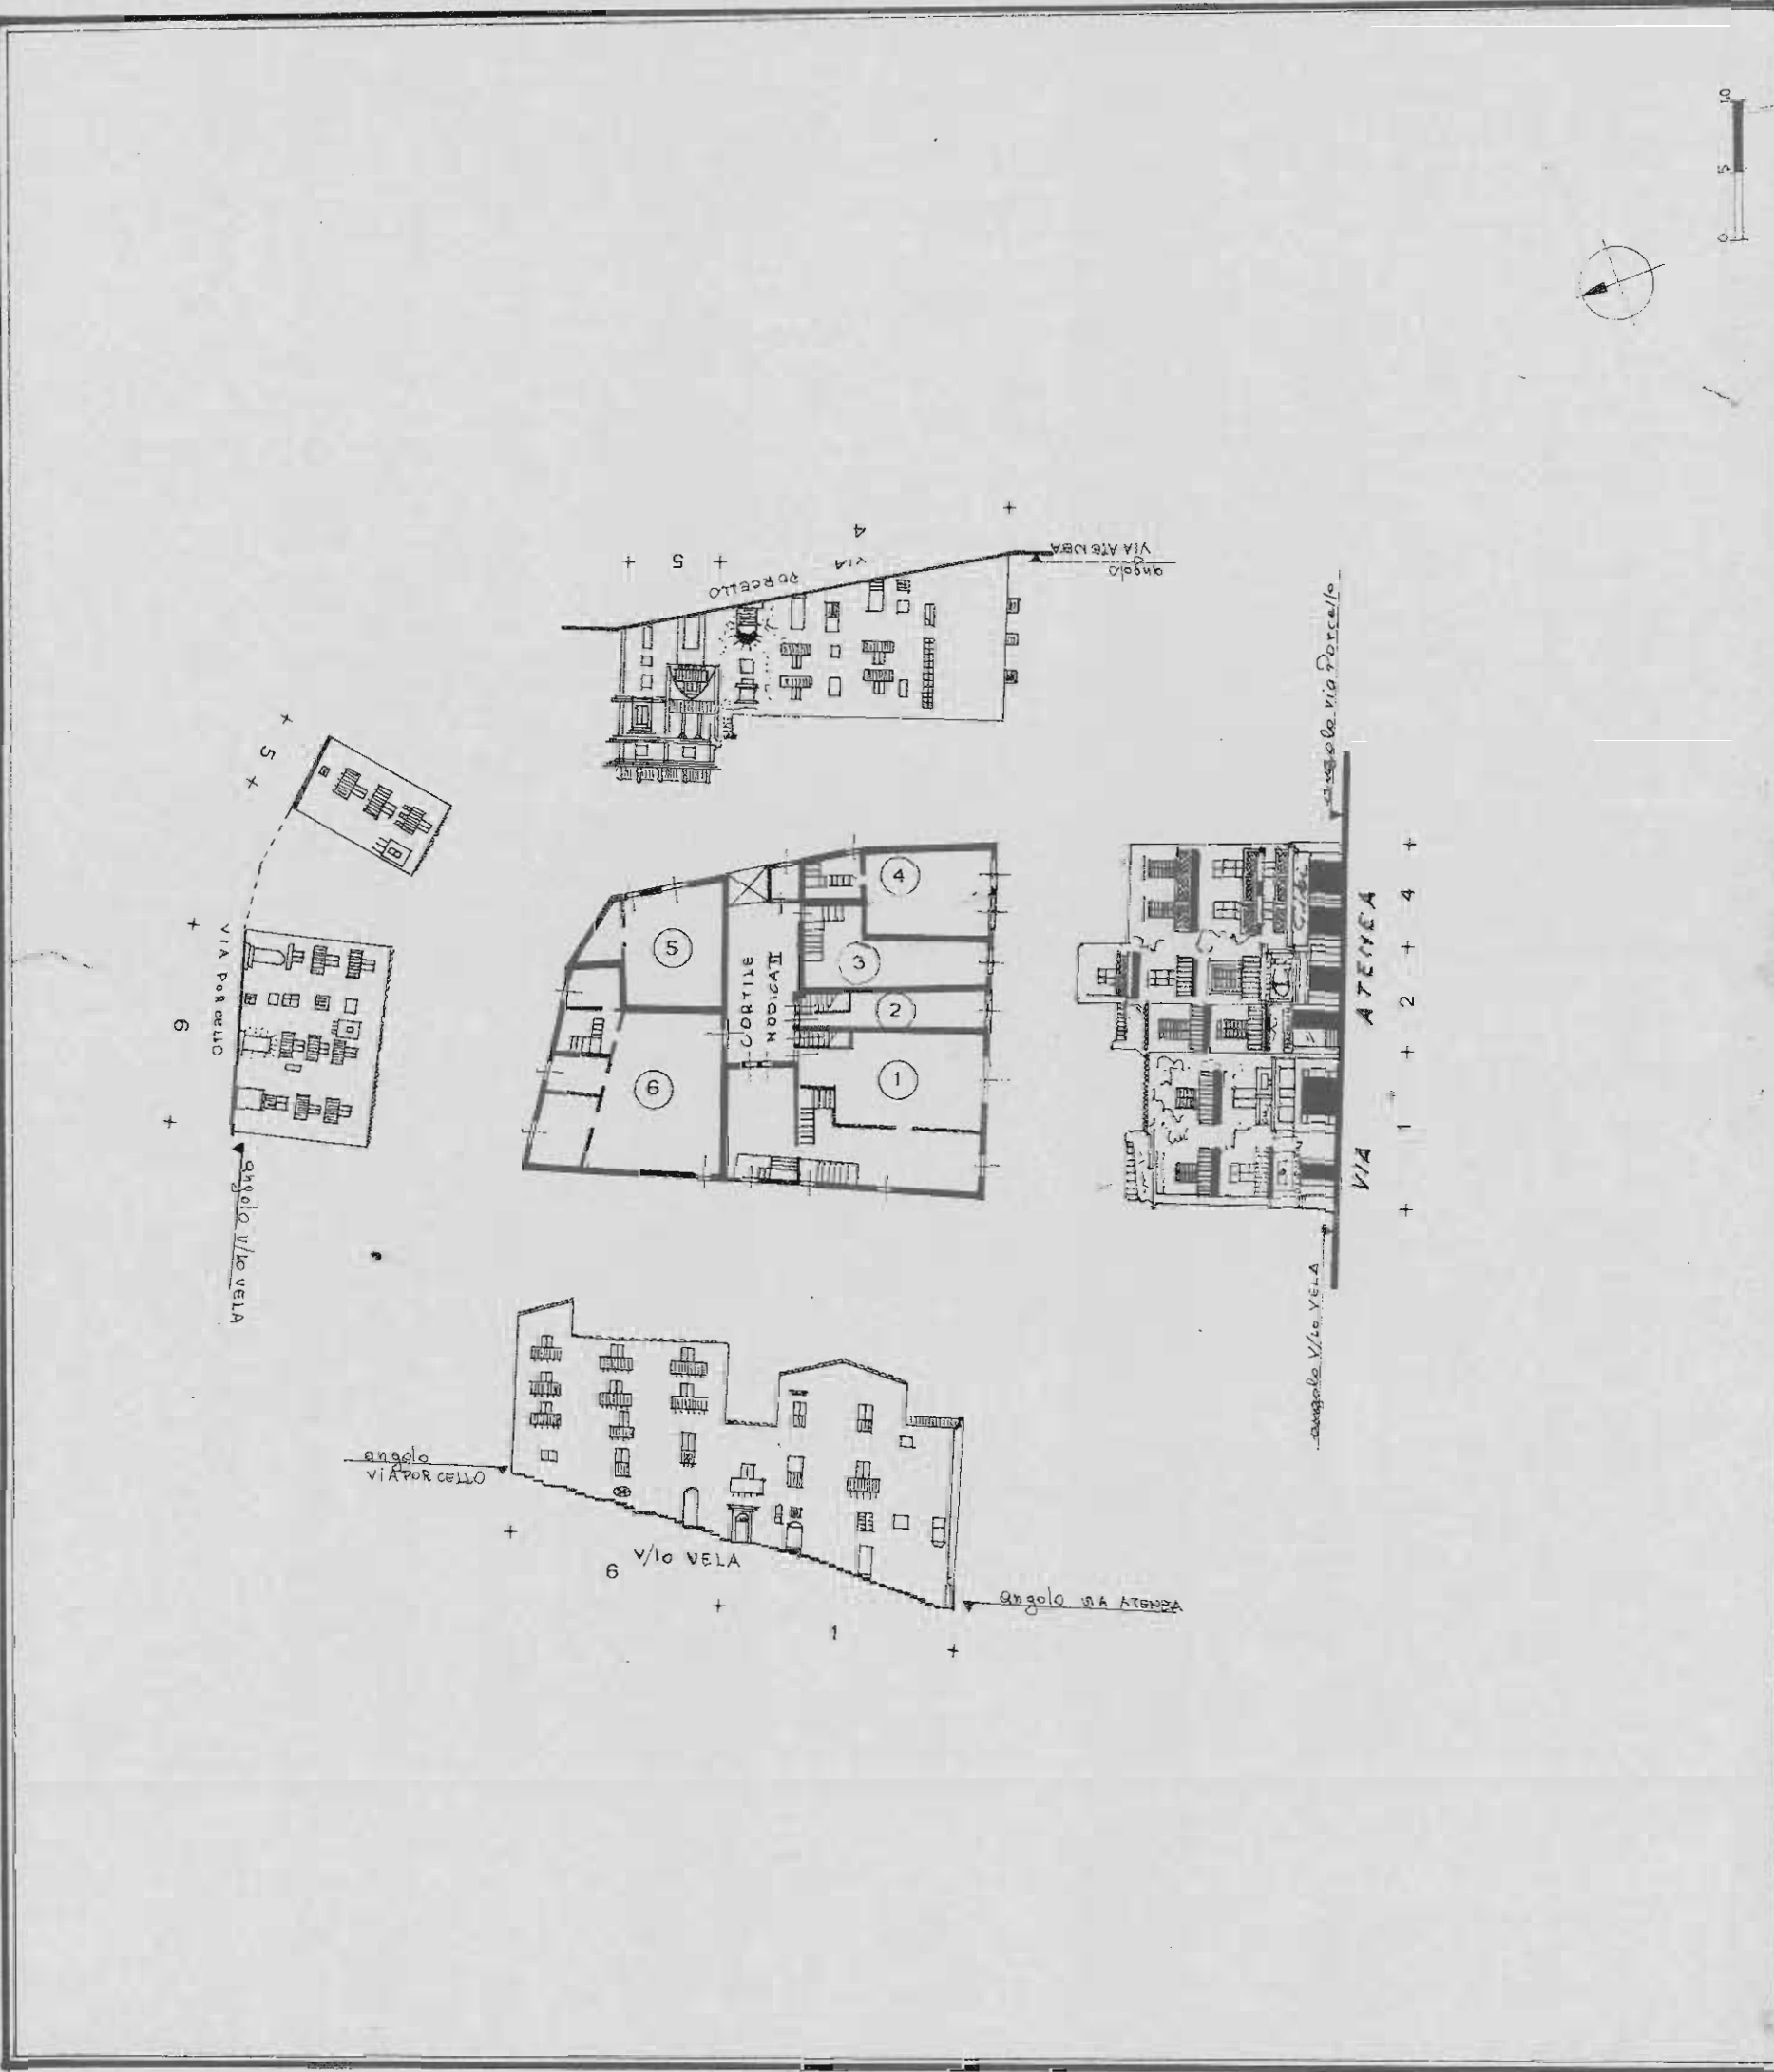 10
5
0
4
VIA
5
PORCELLO
angolo
VIA ATENEA
angolo via Porcello
5
VIA PORCELLO
6
angolo V/lo VELA
4
3
2
1
5
6
CORTILE
MODICA II
VIA ATENEA
4
2
1
angolo V/lo VELA
angolo
VIA PORCELLO
V/lo VELA
6
1
angolo VIA ATENEA